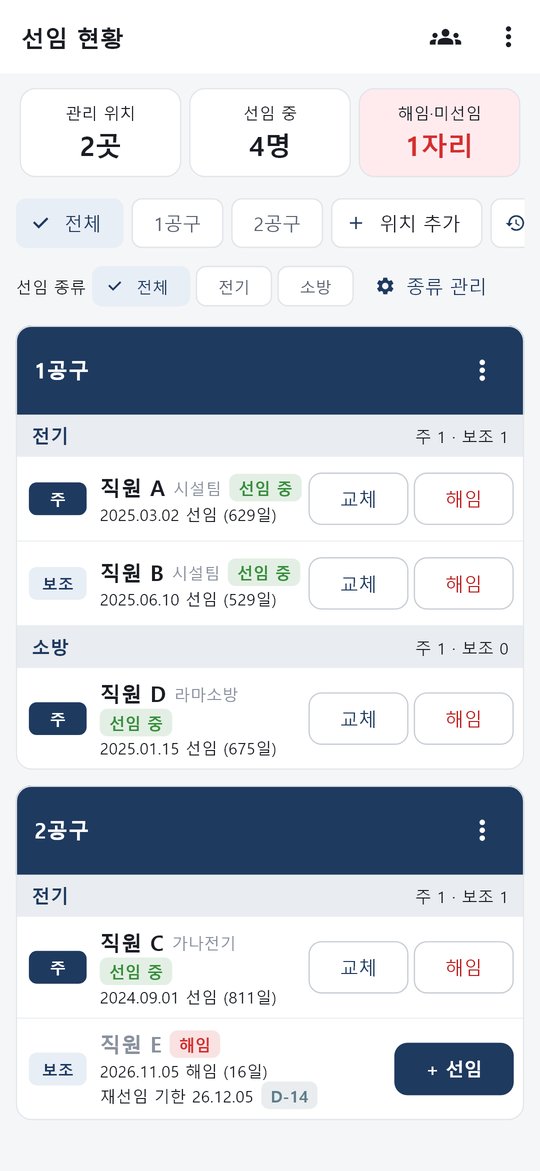 선임 현황
관리 위치
2곳
선임 중
4명
해임·미선임
1자리
전체
1공구
2공구
+ 위치 추가
선임 종류
전체
전기
소방
종류 관리
1공구
전기
주 1 · 보조 1
주
직원 A 시설팀 선임 중
2025.03.02 선임 (629일)
교체
해임
보조
직원 B 시설팀 선임 중
2025.06.10 선임 (529일)
교체
해임
소방
주 1 · 보조 0
주
직원 D 라마소방
선임 중
2025.01.15 선임 (675일)
교체
해임
2공구
전기
주 1 · 보조 1
주
직원 C 가나전기
선임 중
2024.09.01 선임 (811일)
교체
해임
보조
직원 E 해임
2026.11.05 해임 (16일)
재선임 기한 26.12.05 D-14
+ 선임